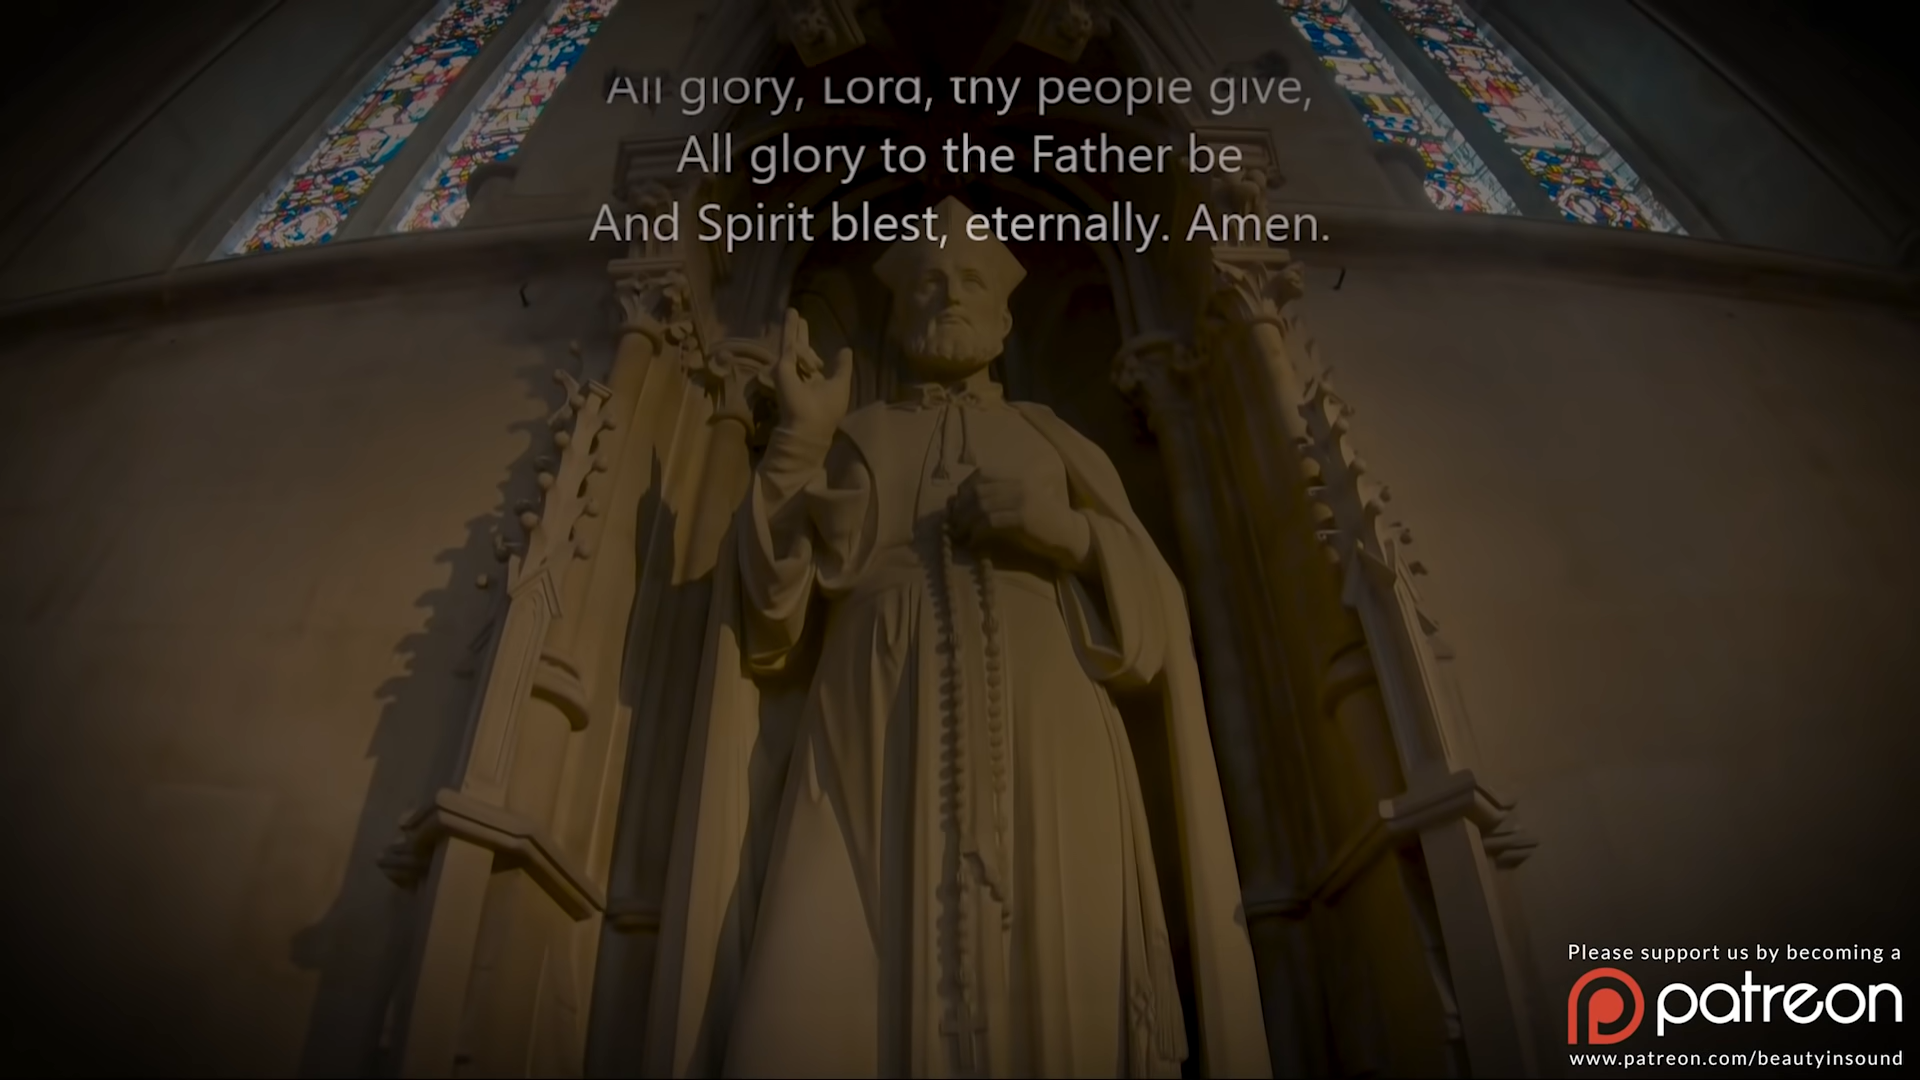 All glory, Lord, thy people give,
All glory to the Father be
And Spirit blest, eternally. Amen.
Please support us by becoming a
patreon
www.patreon.com/beautyinsound